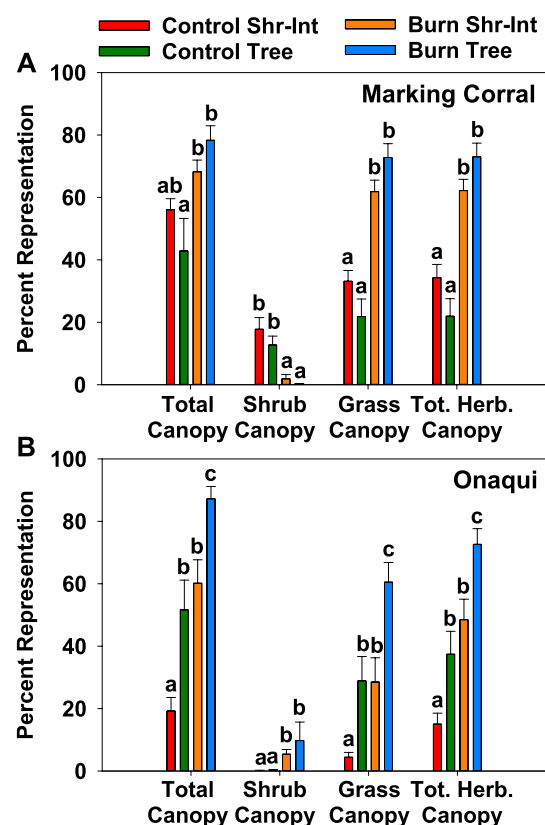 Control Shr-Int Burn Shr-Int
Control Tree Burn Tree
A
Marking Corral
Percent Representation
100
80
60
40
20
0
ab a b b
b b a a
a a b b
a a b b
Total Shrub Grass Tot. Herb.
Canopy Canopy Canopy Canopy
B
Onaqui
Percent Representation
100
80
60
40
20
0
a b b c
a a b b
a b b c
a b b c
Total Shrub Grass Tot. Herb.
Canopy Canopy Canopy Canopy